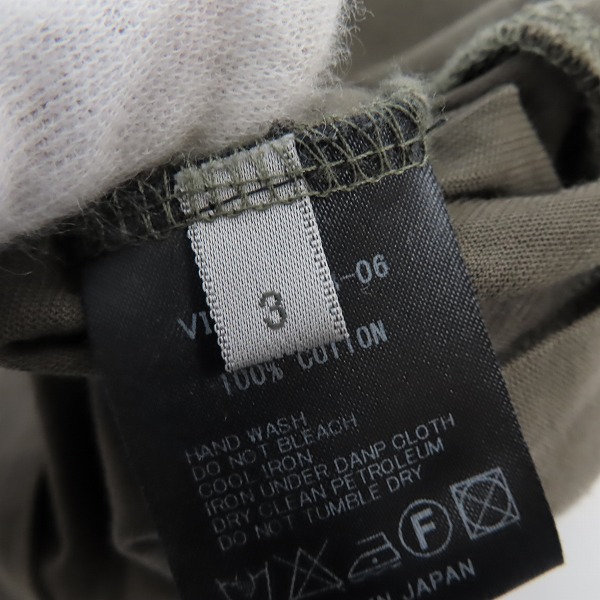 3
VI -06
100% COTTON
HAND WASH
DO NOT BLEACH
COOL IRON
IRON UNDER DANP CLOTH
DRY CLEAN PETROLEUM
DO NOT TUMBLE DRY
F
JAPAN